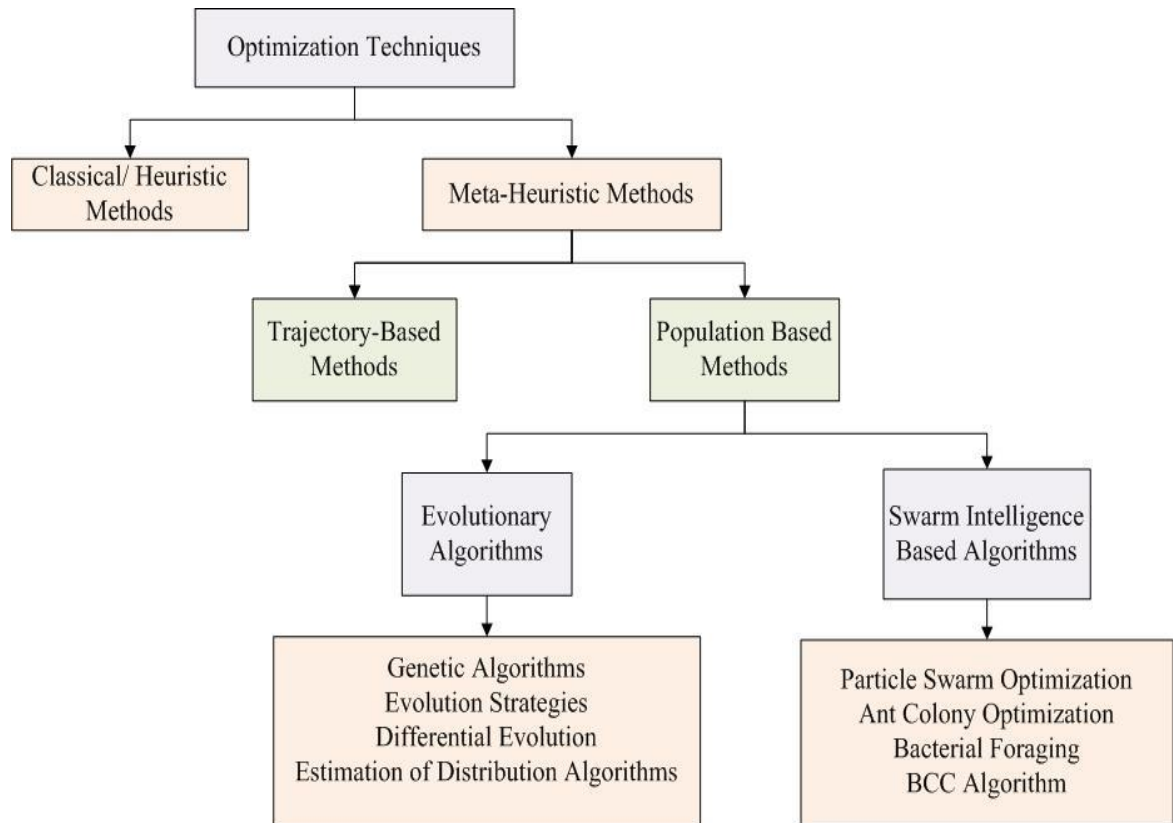 Optimization Techniques
Classical/ Heuristic
Methods
Meta-Heuristic Methods
Trajectory-Based
Methods
Population Based
Methods
Evolutionary
Algorithms
Swarm Intelligence
Based Algorithms
Genetic Algorithms
Evolution Strategies
Differential Evolution
Estimation of Distribution Algorithms
Particle Swarm Optimization
Ant Colony Optimization
Bacterial Foraging
BCC Algorithm